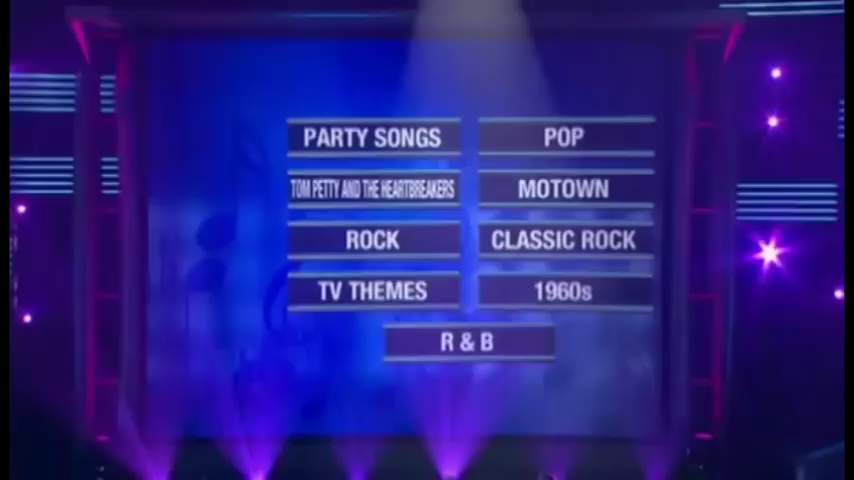 PARTY SONGS
POP
TOM PETTY AND THE HEARTBREAKERS
MOTOWN
ROCK
CLASSIC ROCK
TV THEMES
1960s
R & B